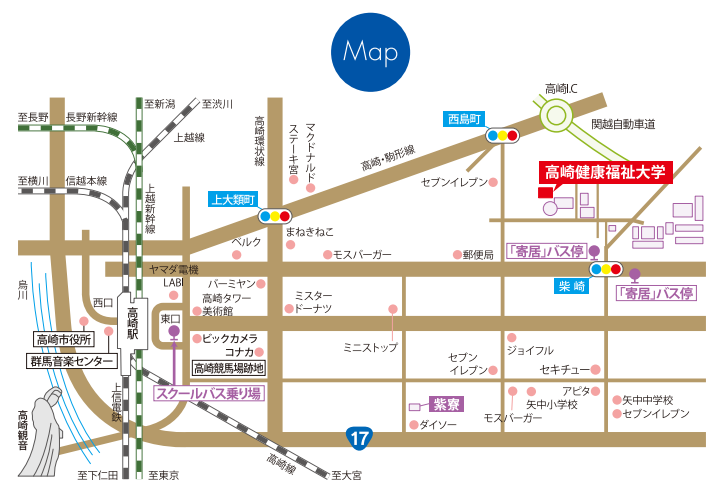 Map
高崎I.C
至長野
長野新幹線
至新潟
至渋川
上越線
高崎環状線
ステーキ宮
マクドナルド
高崎・駒形線
西島町
関越自動車道
至横川
信越本線
上越新幹線
上大類町
セブンイレブン
高崎健康福祉大学
まねきねこ
ベルク
モスバーガー
郵便局
「寄居」バス停
柴崎
「寄居」バス停
烏川
ヤマダ電機
LABI
バーミヤン
高崎タワー
美術館
ミスター
ドーナツ
西口
高崎駅
東口
高崎市役所
群馬音楽センター
ビックカメラ
コナカ
高崎競馬場跡地
ミニストップ
ジョイフル
セブン
イレブン
セキチュー
スクールバス乗り場
上信電鉄
高崎観音
紫寮
ダイソー
アピタ
モスバーガー
矢中小学校
矢中中学校
セブンイレブン
17
高崎線
至下仁田
至東京
至大宮